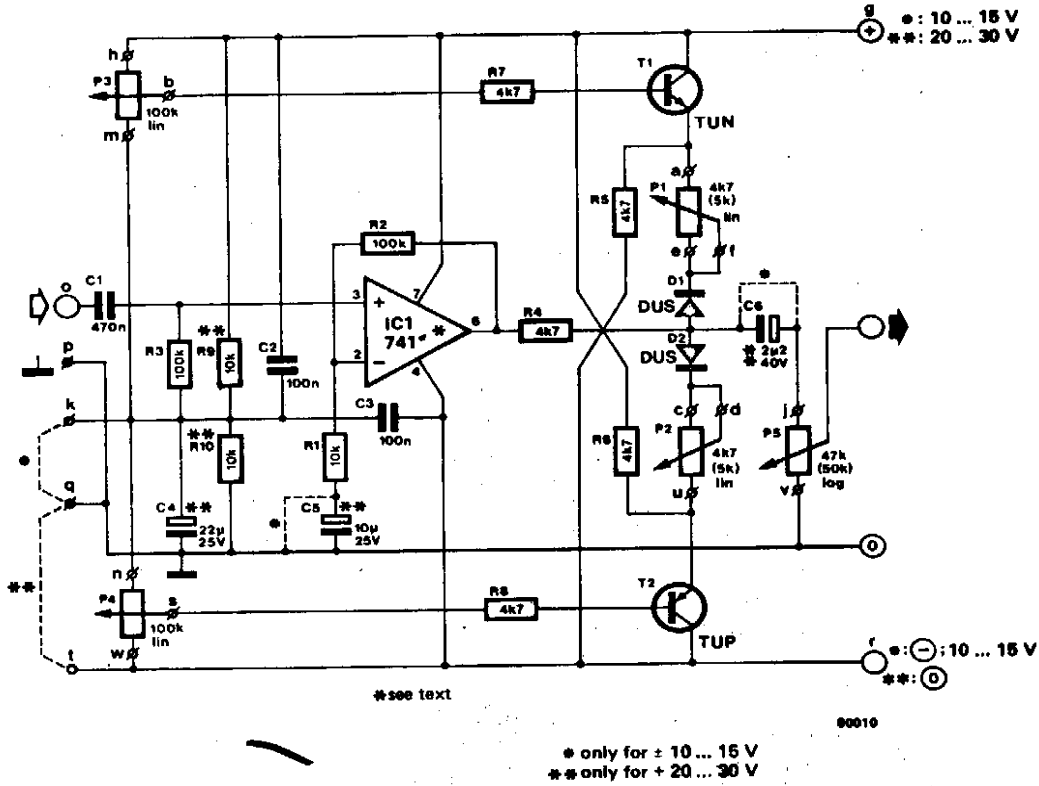 g
*: 10 ... 15 V
**: 20 ... 30 V
h
P3
b
100k
lin
m
R7
4k7
T1
TUN
R5
4k7
a
P1
4k7
(5k)
lin
e
f
R2
100k
o
C1
470n
3
+
7
IC1
741 *
6
2
−
4
R4
4k7
D1
DUS
D2
DUS
*
C6
**
2µ2
40V
p
R3
100k
**
R9
10k
C2
100n
C3
100n
k
**
R10
10k
R1
10k
R6
4k7
c
d
P2
4k7
(5k)
lin
u
j
P5
47k
(50k)
log
v
*
q
C4
**
22µ
25V
*
C5
**
10µ
25V
0
**
n
P4
s
100k
lin
w
t
R8
4k7
T2
TUP
r
*: − : 10 ... 15 V
**: 0
*see text
80010
* only for ± 10 ... 15 V
** only for + 20 ... 30 V